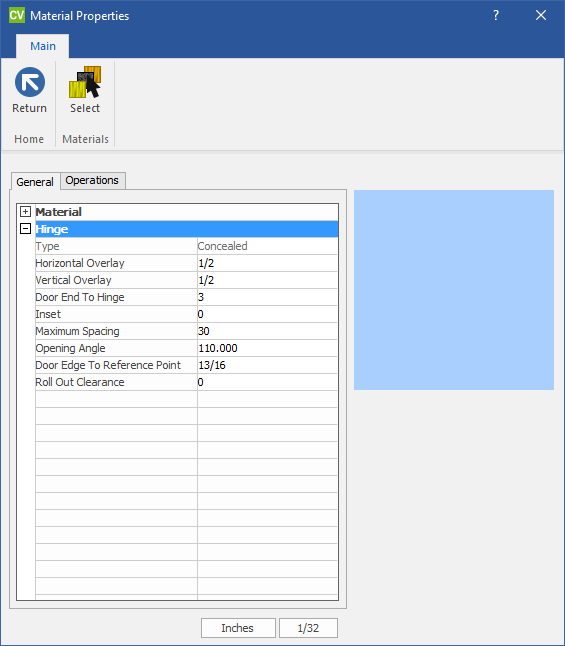 CV Material Properties ?
Main
Return Select
Home Materials
General Operations
Material
Hinge
Type Concealed
Horizontal Overlay 1/2
Vertical Overlay 1/2
Door End To Hinge 3
Inset 0
Maximum Spacing 30
Opening Angle 110.000
Door Edge To Reference Point 13/16
Roll Out Clearance 0
Inches 1/32